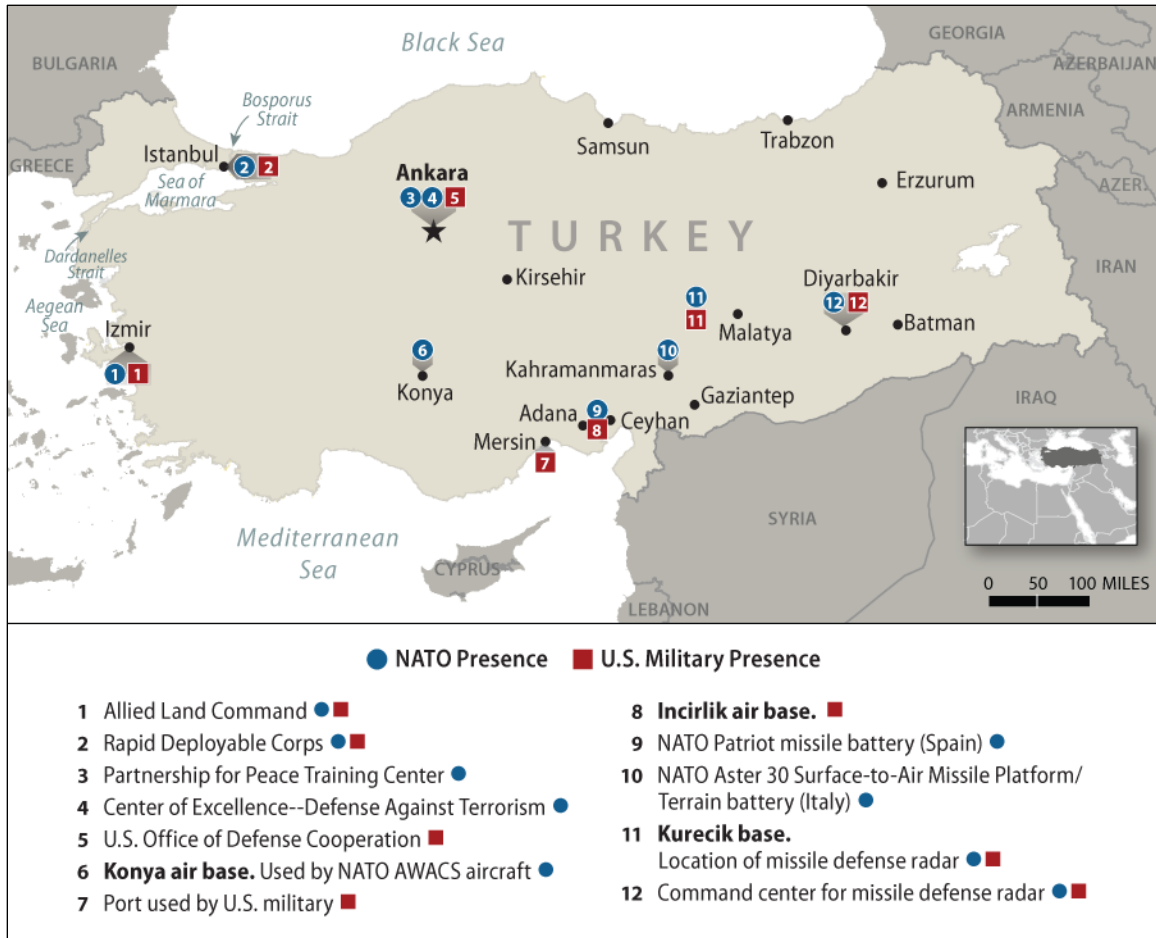 Black Sea
GEORGIA
BULGARIA
AZERBAIJAN
Bosporus
Strait
ARMENIA
Samsun
Trabzon
GREECE
Istanbul
2 2
Ankara
3 4 5
Sea of
Marmara
Erzurum
AZER.
TURKEY
Dardanelles
Strait
IRAN
Kirsehir
Diyarbakir
Aegean
Sea
11
11
12 12
Izmir
Malatya
Batman
1 1
6
10
Konya
Kahramanmaras
Gaziantep
IRAQ
Adana
9
8
Ceyhan
Mersin
7
SYRIA
Mediterranean
Sea
CYPRUS
LEBANON
0 50 100 MILES
NATO Presence U.S. Military Presence
1 Allied Land Command
2 Rapid Deployable Corps
3 Partnership for Peace Training Center
4 Center of Excellence--Defense Against Terrorism
5 U.S. Office of Defense Cooperation
6 Konya air base. Used by NATO AWACS aircraft
7 Port used by U.S. military
8 Incirlik air base.
9 NATO Patriot missile battery (Spain)
10 NATO Aster 30 Surface-to-Air Missile Platform/
Terrain battery (Italy)
11 Kurecik base.
Location of missile defense radar
12 Command center for missile defense radar